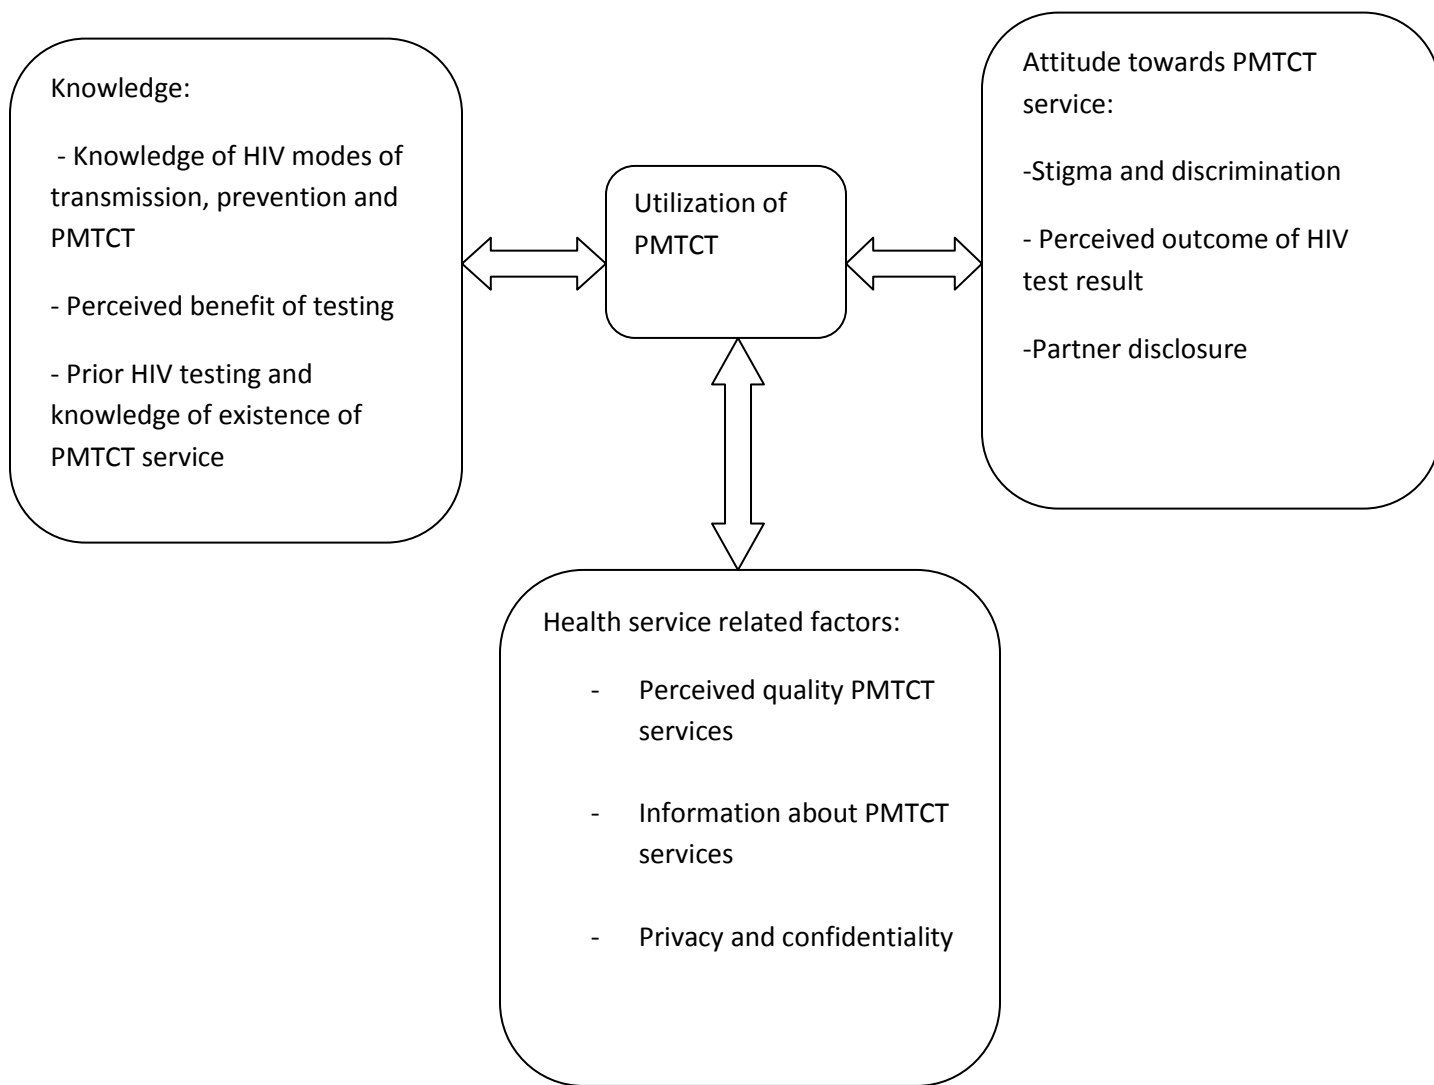 Knowledge:
- Knowledge of HIV modes of
transmission, prevention and
PMTCT
- Perceived benefit of testing
- Prior HIV testing and
knowledge of existence of
PMTCT service
Utilization of
PMTCT
Attitude towards PMTCT
service:
-Stigma and discrimination
- Perceived outcome of HIV
test result
-Partner disclosure
Health service related factors:
- Perceived quality PMTCT
services
- Information about PMTCT
services
- Privacy and confidentiality